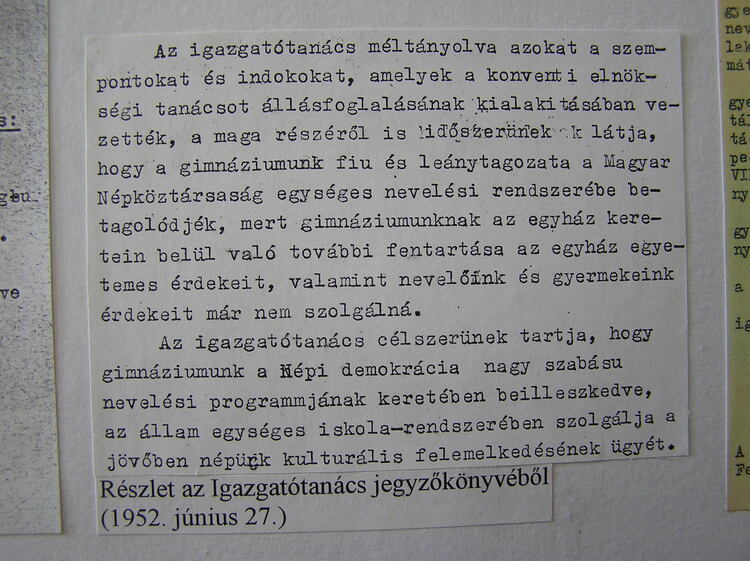 Az igazgatótanács méltányolva azokat a szem-
pontokat és indokokat, amelyek a konventi elnök-
ségi tanácsot állásfoglalásának kialakitásában ve-
zették, a maga részéről is időszerünek látja,
hogy a gimnáziumunk fiu és leánytagozata a Magyar
Népköztársaság egységes nevelési rendszerébe be-
tagolódjék, mert gimnáziumunknak az egyház kere-
tein belül való további fentartása az egyház egye-
temes érdekeit, valamint nevelőink és gyermekeink
érdekeit már nem szolgálná.
Az igazgatótanács célszerünek tartja, hogy
gimnáziumunk a Népi demokrácia nagy szabásu
nevelési programmjának keretében beilleszkedve,
az állam egységes iskola-rendszerében szolgálja a
jövőben népünk kulturális felemelkedésének ügyét.
Részlet az Igazgatótanács jegyzőkönyvéből
(1952. június 27.)